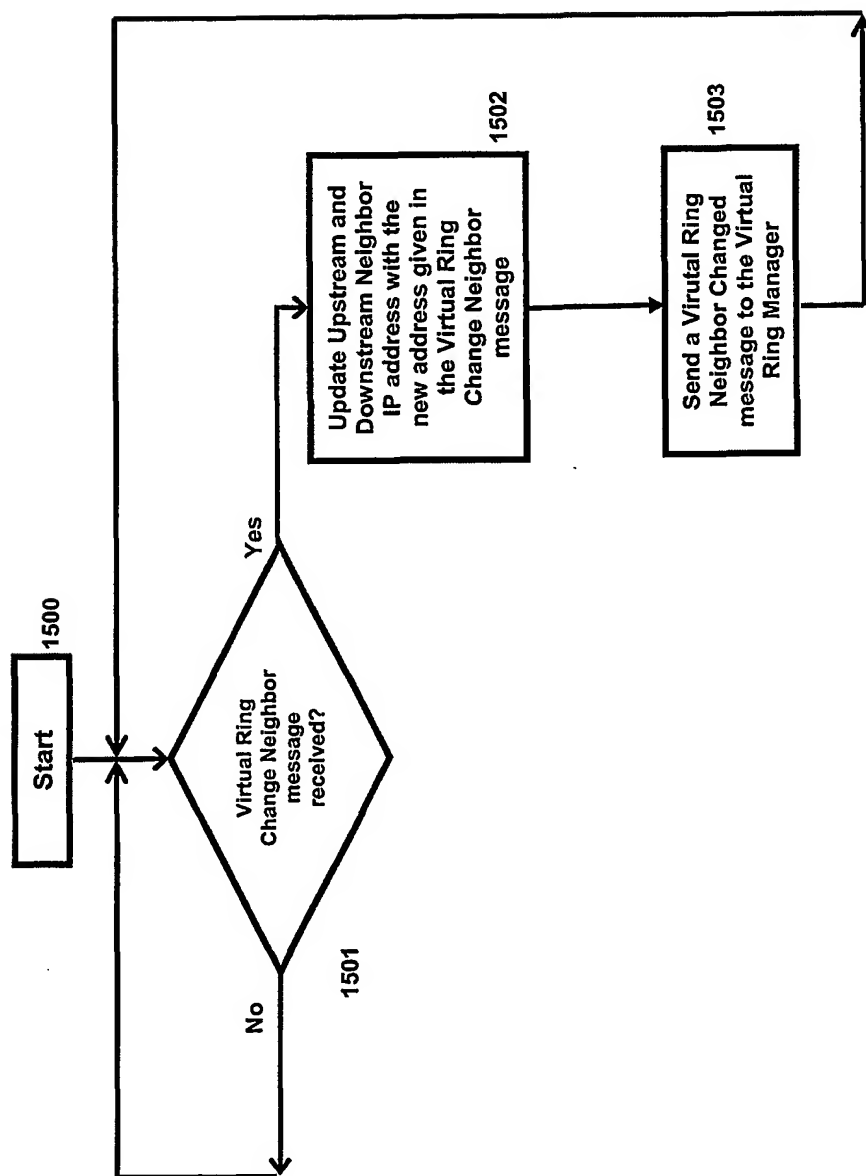 Start
1500
Virtual Ring
Change Neighbor
message
received?
1501
No
Yes
Update Upstream and
Downstream Neighbor
IP address with the
new address given in
the Virtual Ring
Change Neighbor
message
1502
Send a Virutal Ring
Neighbor Changed
message to the Virtual
Ring Manager
1503